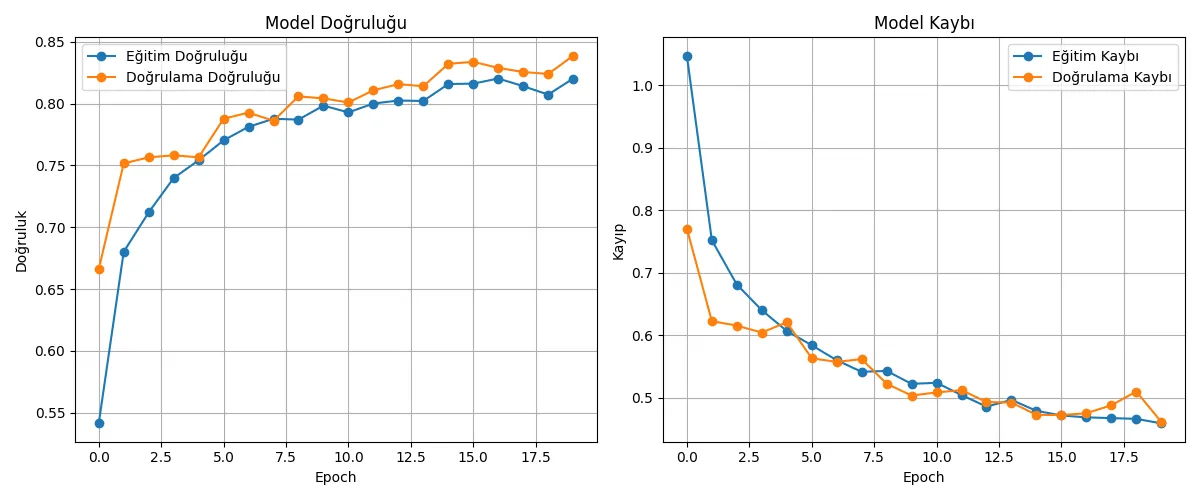 Model Doğruluğu
Eğitim Doğruluğu
Doğrulama Doğruluğu
0.85
0.80
0.75
0.70
0.65
0.60
0.55
Doğruluk
0.0 2.5 5.0 7.5 10.0 12.5 15.0 17.5
Epoch
Model Kaybı
Eğitim Kaybı
Doğrulama Kaybı
1.0
0.9
0.8
0.7
0.6
0.5
Kayıp
0.0 2.5 5.0 7.5 10.0 12.5 15.0 17.5
Epoch